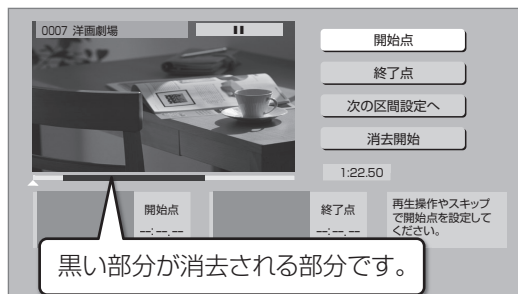 0007 洋画劇場
開始点
終了点
次の区間設定へ
消去開始
1:22.50
開始点
--:--.--
終了点
--:--.--
再生操作やスキップ
で開始点を設定して
ください。
黒い部分が消去される部分です。